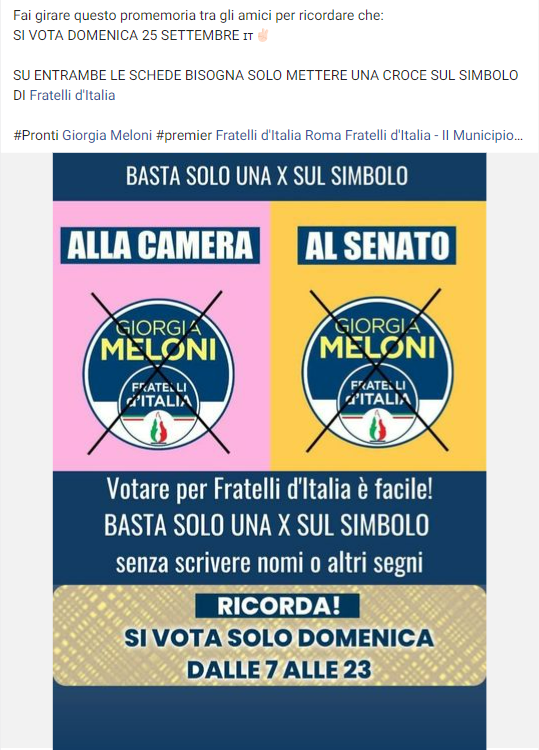 Fai girare questo promemoria tra gli amici per ricordare che:
SI VOTA DOMENICA 25 SETTEMBRE IT ✌🏻
SU ENTRAMBE LE SCHEDE BISOGNA SOLO METTERE UNA CROCE SUL SIMBOLO
DI Fratelli d'Italia
#Pronti Giorgia Meloni #premier Fratelli d'Italia Roma Fratelli d'Italia - II Municipio...
BASTA SOLO UNA X SUL SIMBOLO
ALLA CAMERA
GIORGIA
MELONI
FRATELLI
d'ITALIA
AL SENATO
GIORGIA
MELONI
FRATELLI
d'ITALIA
Votare per Fratelli d'Italia è facile!
BASTA SOLO UNA X SUL SIMBOLO
senza scrivere nomi o altri segni
RICORDA!
SI VOTA SOLO DOMENICA
DALLE 7 ALLE 23